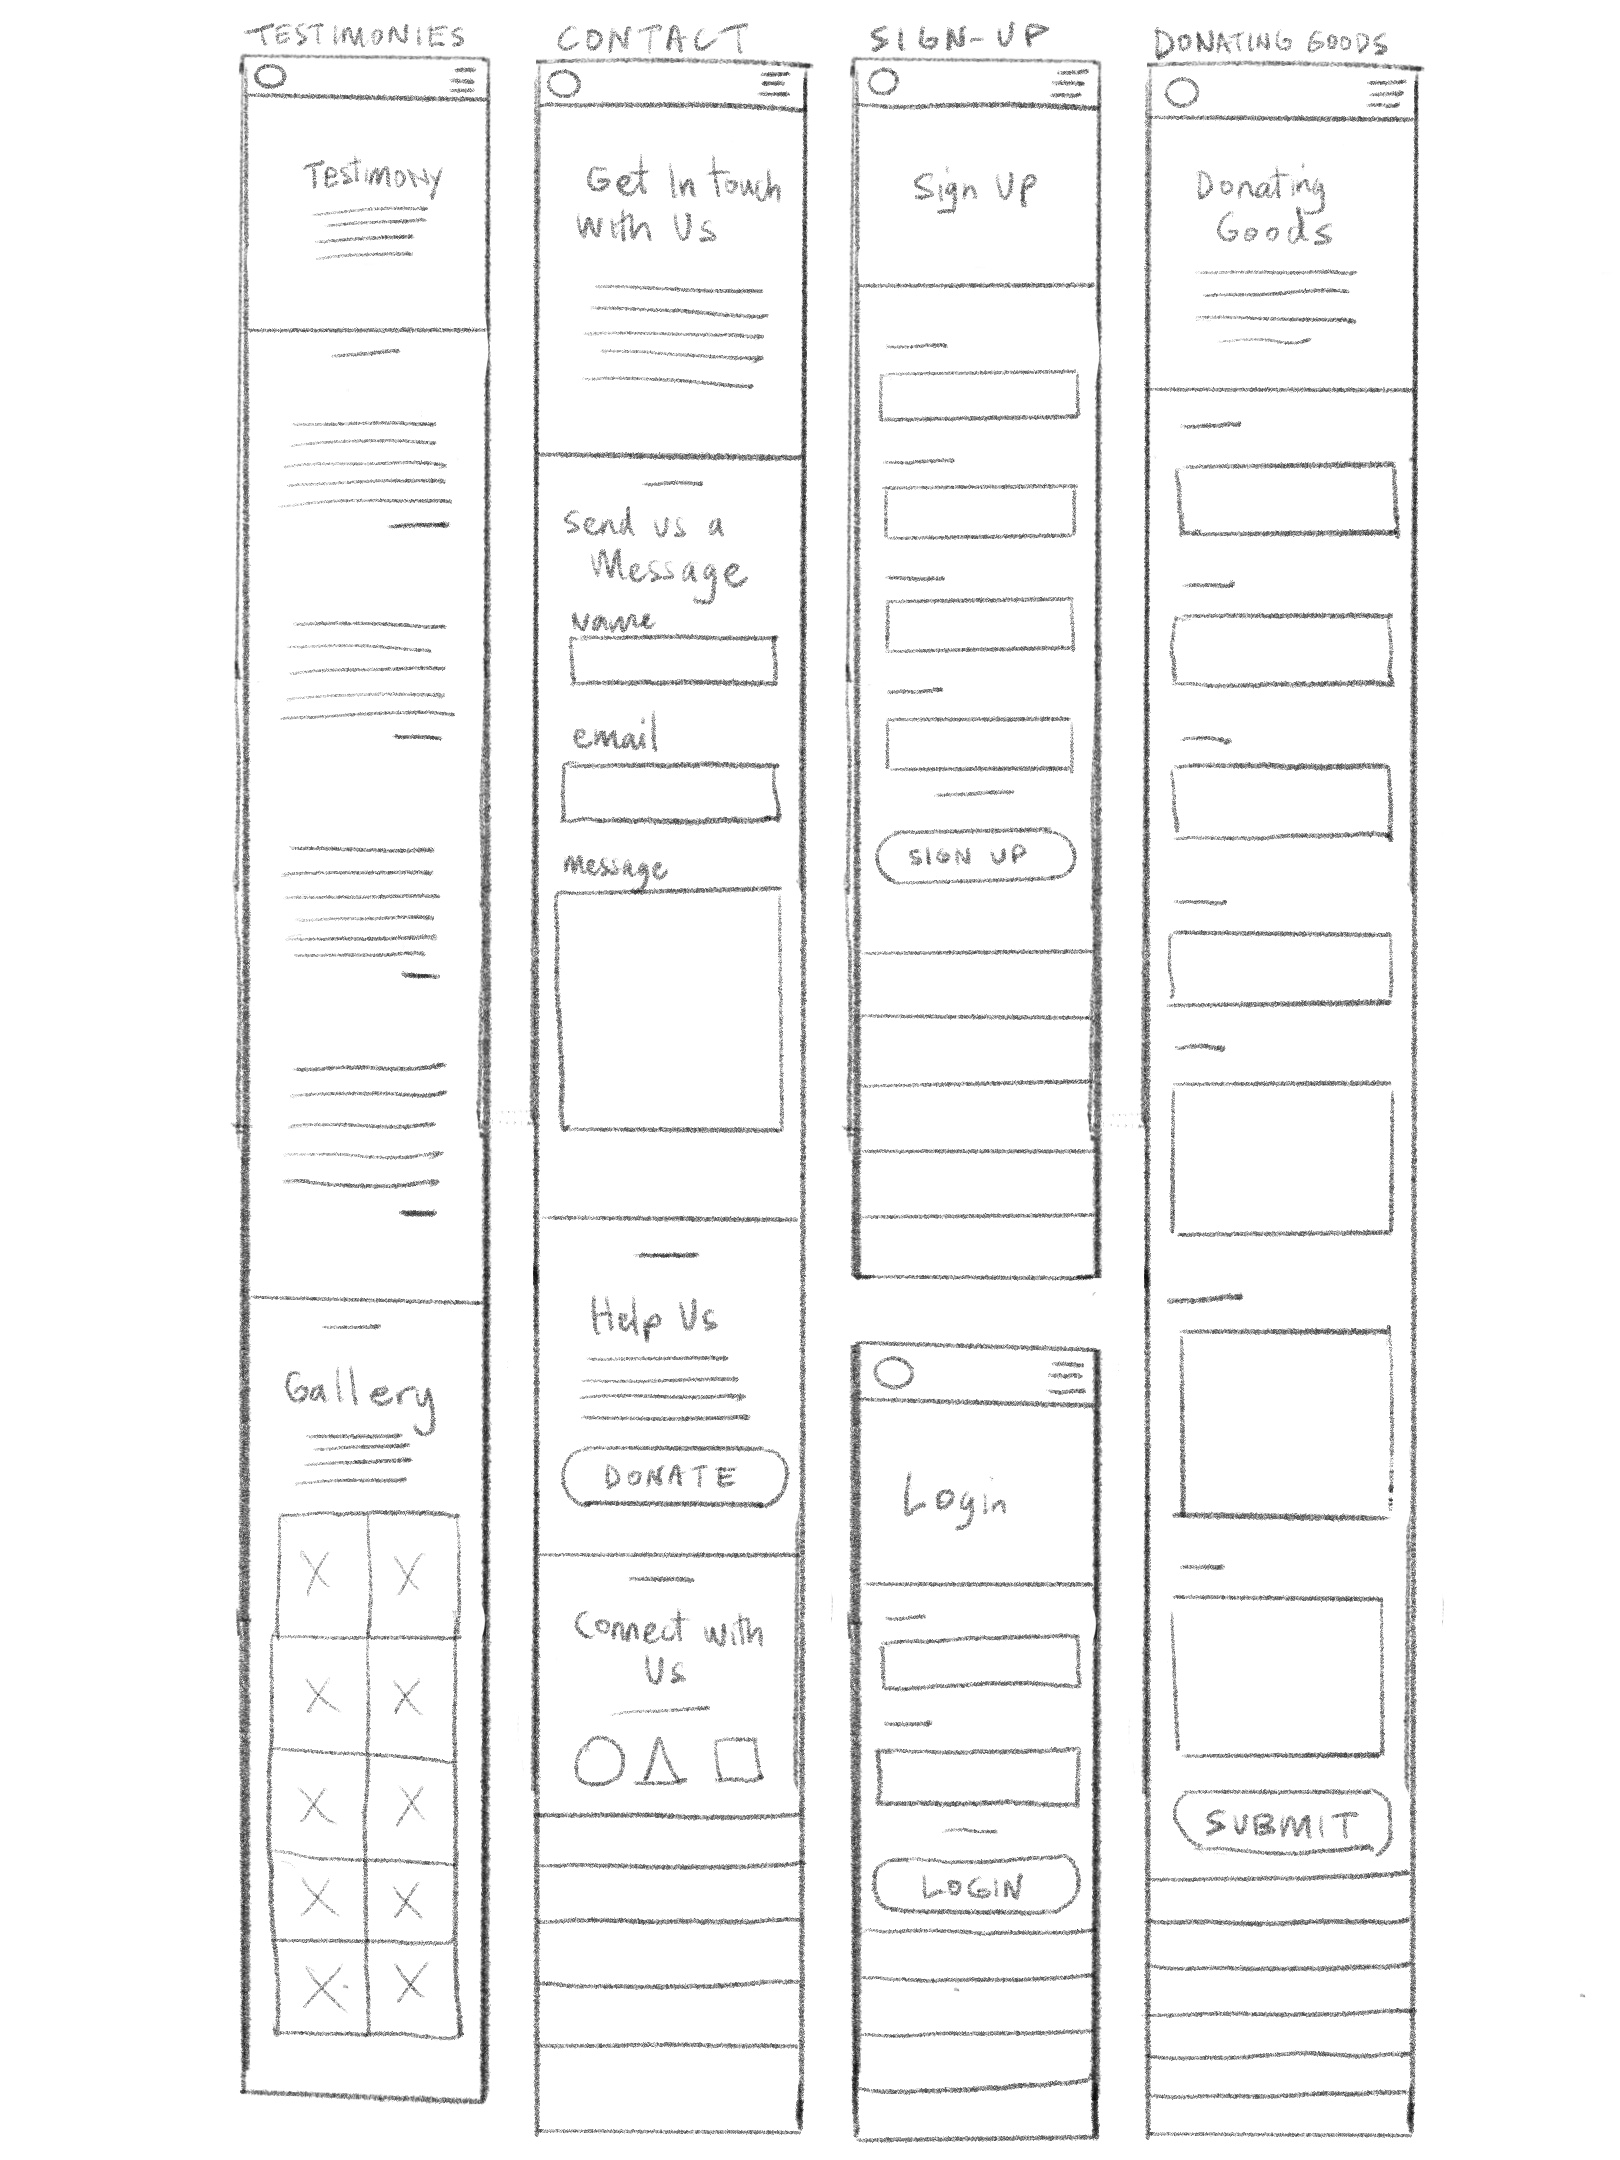 TESTIMONIES
Testimony
Gallery
CONTACT
Get In touch
With Us
Send us a
Message
Name
email
Message
Help Us
DONATE
Connect with
Us
SIGN-UP
Sign UP
SIGN UP
Login
LOGIN
DONATING GOODS
Donating
Goods
SUBMIT